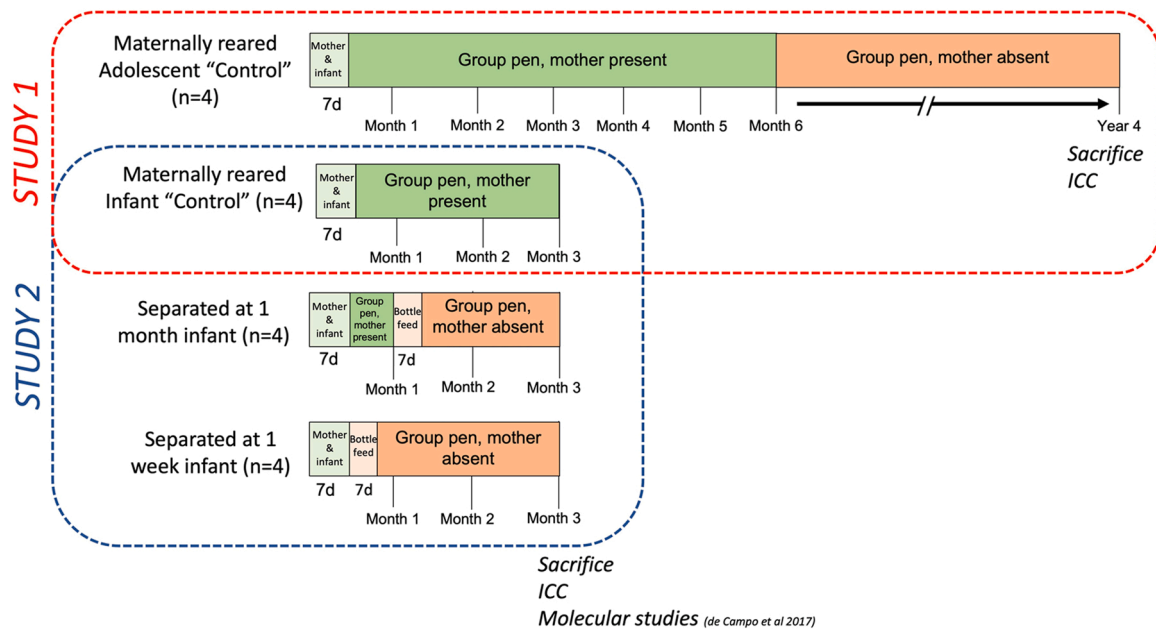 STUDY 1
Maternally reared
Adolescent “Control”
(n=4)
Mother
&
infant
Group pen, mother present
Group pen, mother absent
7d
Month 1
Month 2
Month 3
Month 4
Month 5
Month 6
Year 4
Sacrifice
ICC
STUDY 2
Maternally reared
Infant “Control” (n=4)
Mother
&
infant
Group pen, mother
present
7d
Month 1
Month 2
Month 3
Separated at 1
month infant (n=4)
Mother
&
infant
Group
pen,
mother
present
Bottle
feed
Group pen,
mother absent
7d
7d
Month 1
Month 2
Month 3
Separated at 1
week infant (n=4)
Mother
&
infant
Bottle
feed
Group pen, mother
absent
7d
7d
Month 1
Month 2
Month 3
Sacrifice
ICC
Molecular studies (de Campo et al 2017)